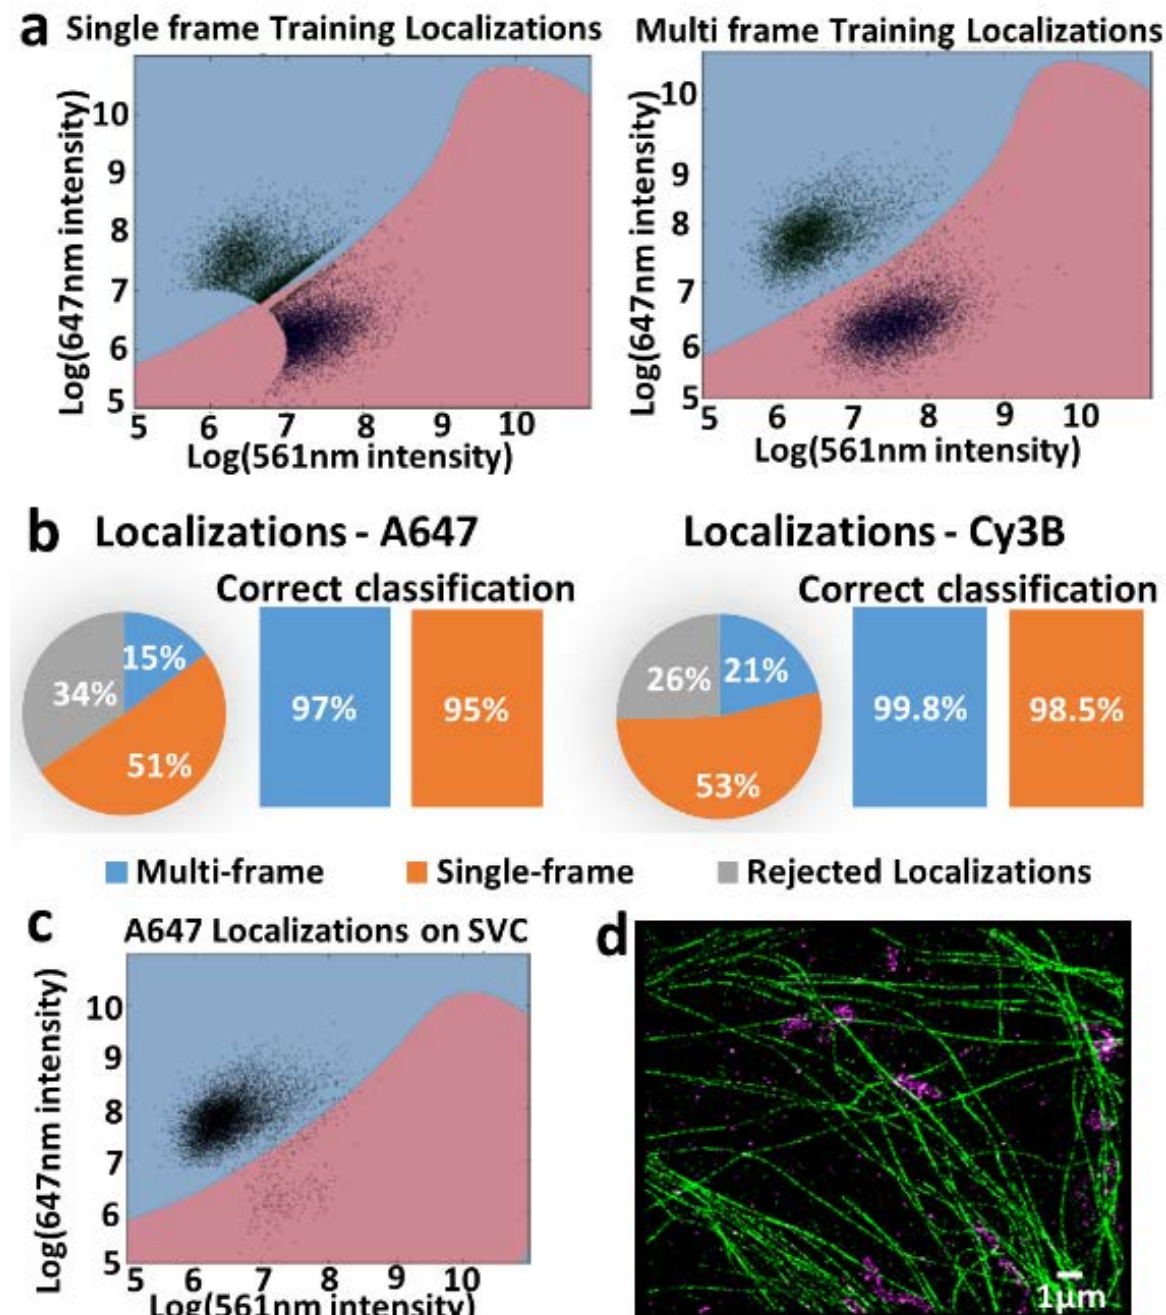 a Single frame Training Localizations
Multi frame Training Localizations
Log(647nm intensity)
10
9
8
7
6
5
5 6 7 8 9 10
Log(561nm intensity)
Log(647nm intensity)
10
9
8
7
6
5
5 6 7 8 9 10
Log(561nm intensity)
b Localizations - A647
Correct classification
15%
34%
51%
97%
95%
Localizations - Cy3B
Correct classification
26%
21%
53%
99.8%
98.5%
Multi-frame
Single-frame
Rejected Localizations
c A647 Localizations on SVC
Log(647nm intensity)
10
9
8
7
6
5
5 6 7 8 9 10
Log(561nm intensity)
d
1μm